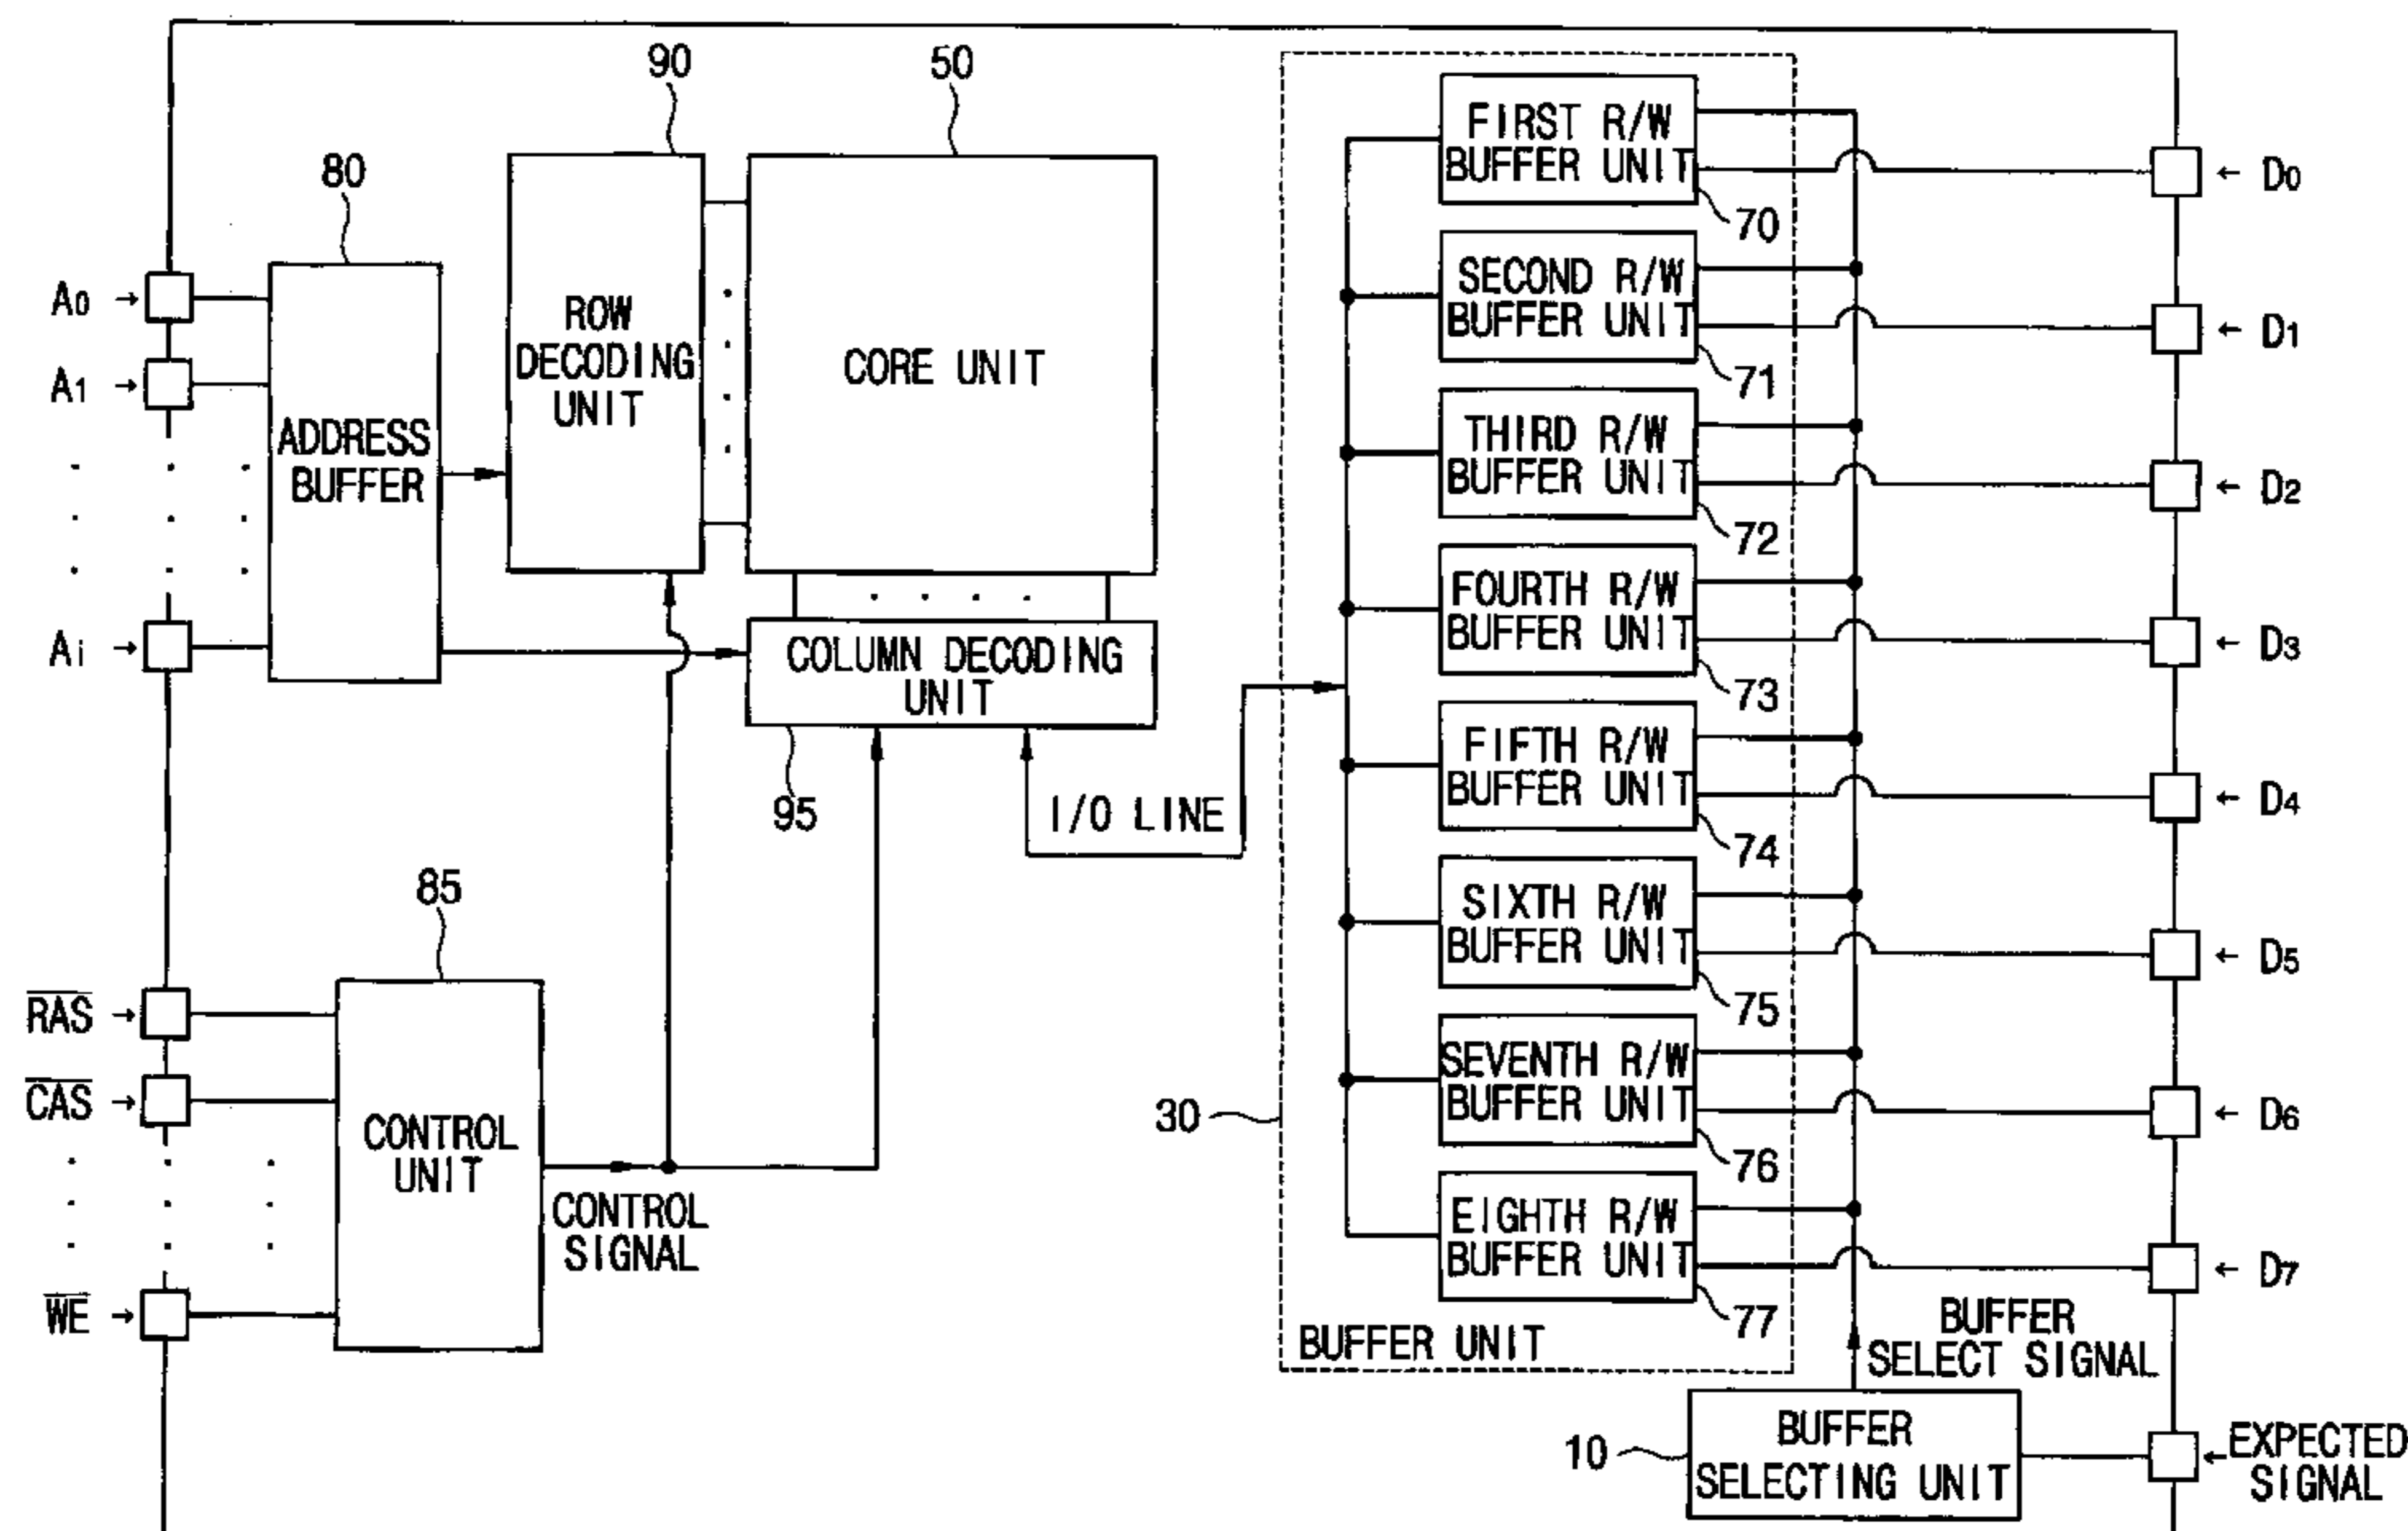 90
50
80
FIRST R/W
BUFFER UNIT
70
← D0
SECOND R/W
BUFFER UNIT
71
← D1
A0 →
A1 →
Ai →
ADDRESS
BUFFER
ROW
DECODING
UNIT
CORE UNIT
COLUMN DECODING
UNIT
95
I/O LINE
THIRD R/W
BUFFER UNIT
72
← D2
FOURTH R/W
BUFFER UNIT
73
← D3
FIFTH R/W
BUFFER UNIT
74
← D4
SIXTH R/W
BUFFER UNIT
75
← D5
SEVENTH R/W
BUFFER UNIT
76
← D6
EIGHTH R/W
BUFFER UNIT
77
← D7
30
BUFFER UNIT
85
R̅A̅S̅ →
C̅A̅S̅ →
W̅E̅ →
CONTROL
UNIT
CONTROL
SIGNAL
BUFFER
SELECT SIGNAL
10
BUFFER
SELECTING UNIT
← EXPECTED
SIGNAL